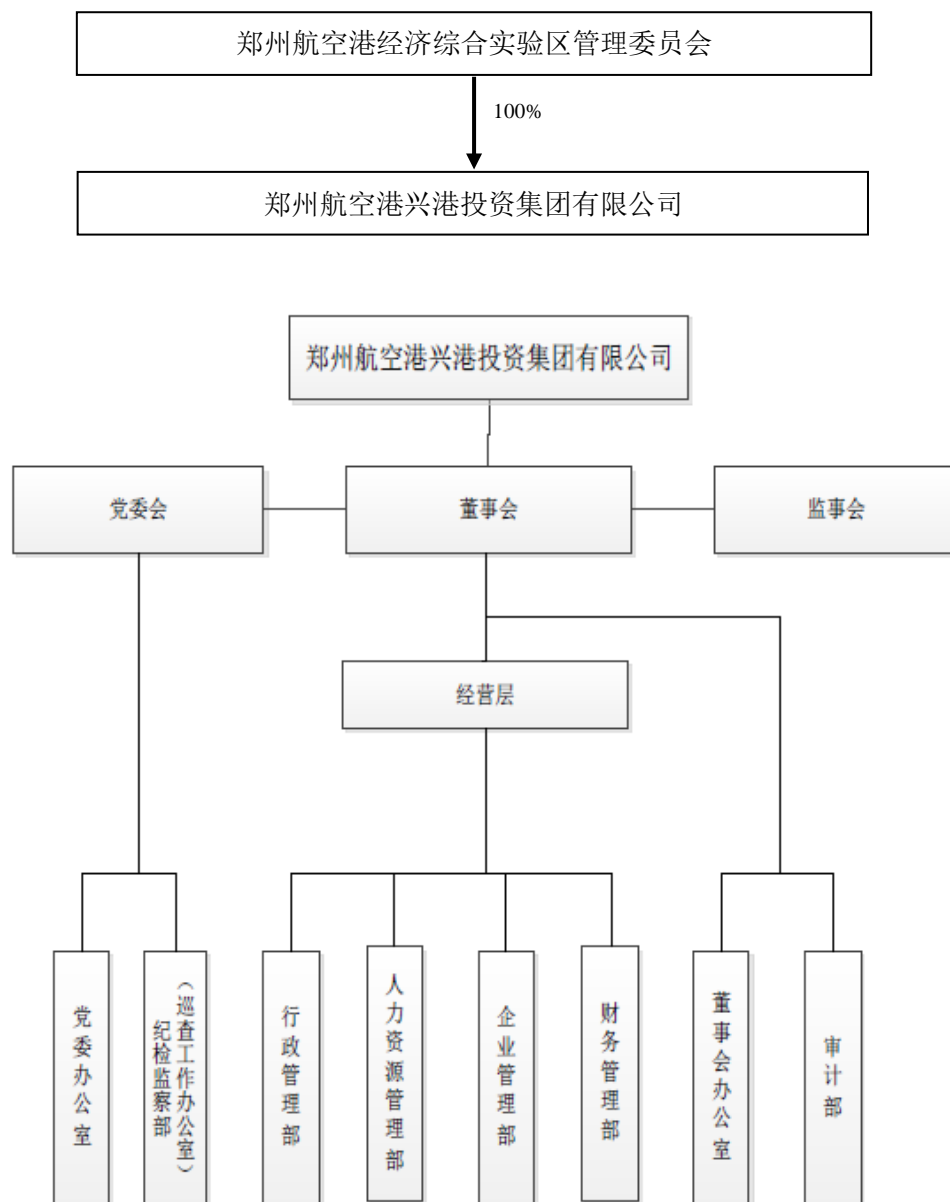 郑州航空港经济综合实验区管理委员会
100%
郑州航空港兴港投资集团有限公司
郑州航空港兴港投资集团有限公司
党委会
董事会
监事会
经营层
党委办公室
纪检监察部
（巡查工作办公室）
行政管理部
人力资源管理部
企业管理部
财务管理部
董事会办公室
审计部